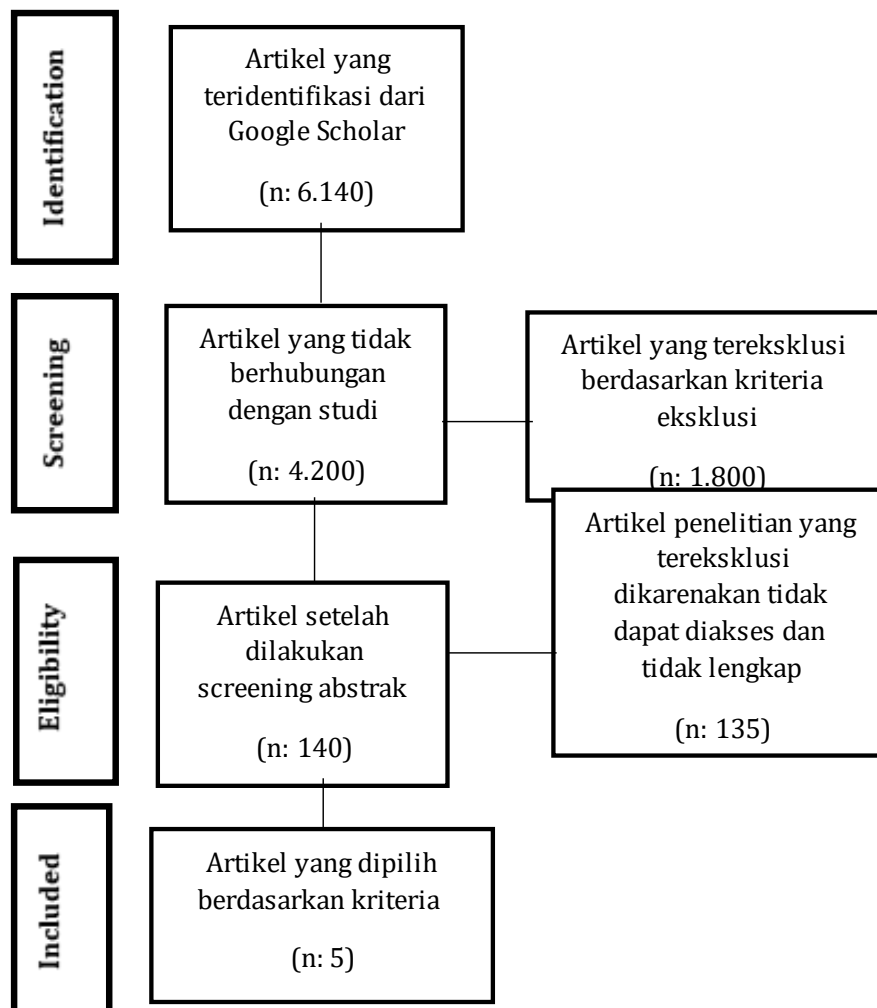 Identification
Artikel yang
teridentifikasi dari
Google Scholar
(n: 6.140)
Screening
Artikel yang tidak
berhubungan
dengan studi
(n: 4.200)
Artikel yang tereksklusi
berdasarkan kriteria
eksklusi
(n: 1.800)
Eligibility
Artikel setelah
dilakukan
screening abstrak
(n: 140)
Artikel penelitian yang
tereksklusi
dikarenakan tidak
dapat diakses dan
tidak lengkap
(n: 135)
Included
Artikel yang dipilih
berdasarkan kriteria
(n: 5)